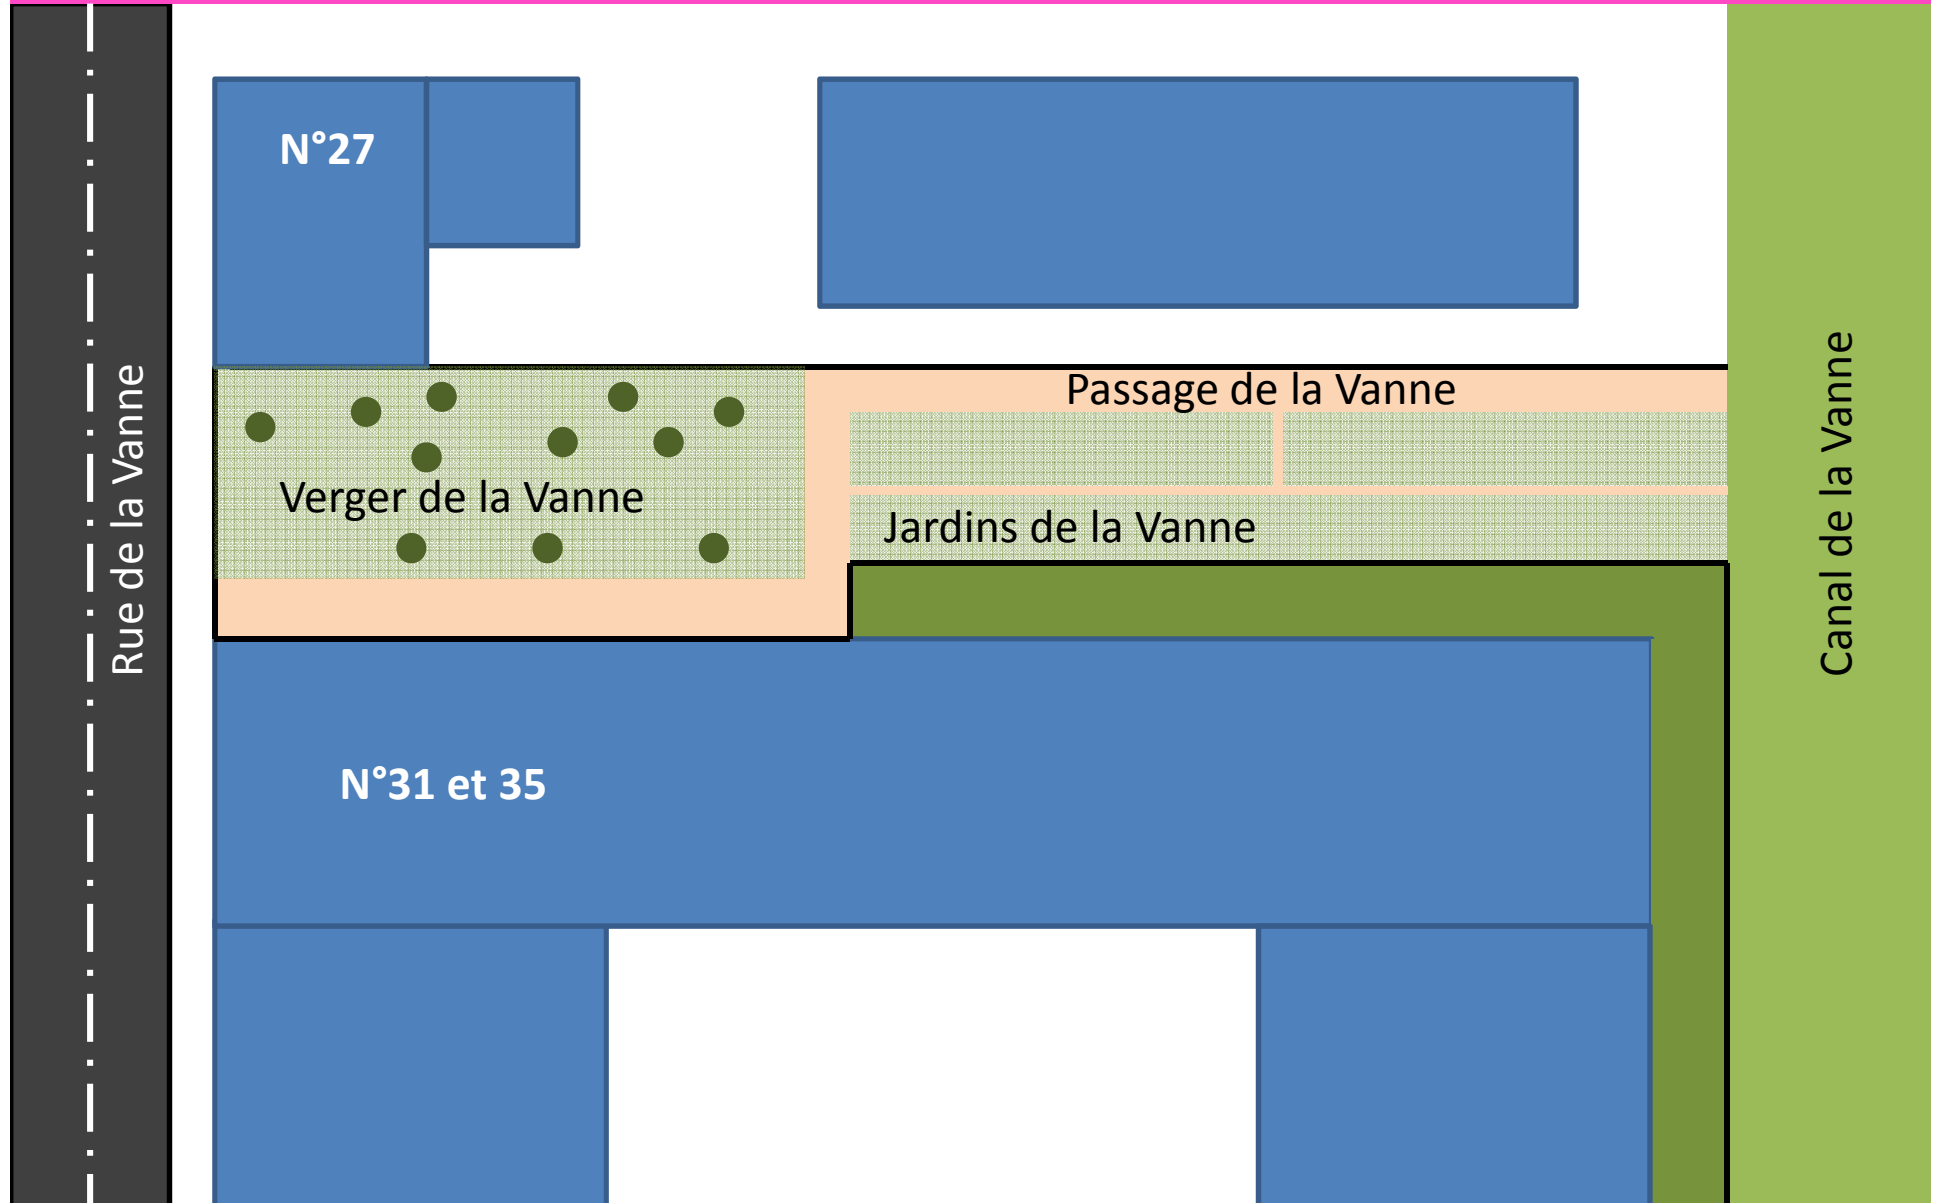 N°27
Passage de la Vanne
Rue de la Vanne
Verger de la Vanne
Jardins de la Vanne
Canal de la Vanne
N°31 et 35